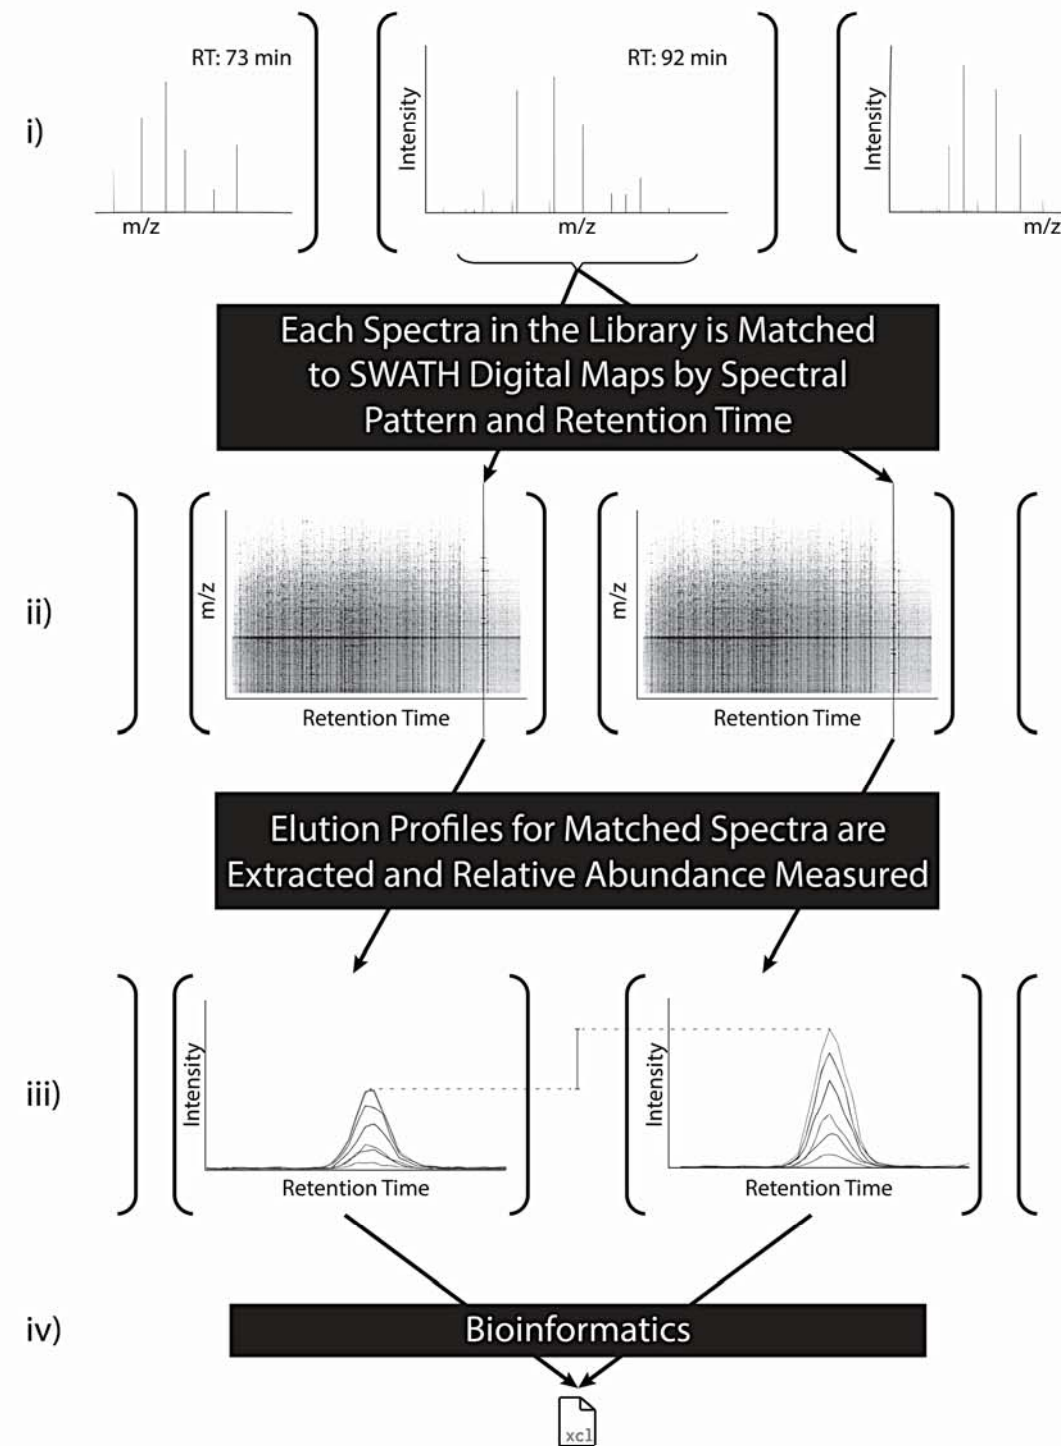 i)
RT: 73 min
m/z
RT: 92 min
Intensity
m/z
Intensity
m/z
Each Spectra in the Library is Matched
to SWATH Digital Maps by Spectral
Pattern and Retention Time
ii)
m/z
Retention Time
m/z
Retention Time
Elution Profiles for Matched Spectra are
Extracted and Relative Abundance Measured
iii)
Intensity
Retention Time
Intensity
Retention Time
iv)
Bioinformatics
xcl